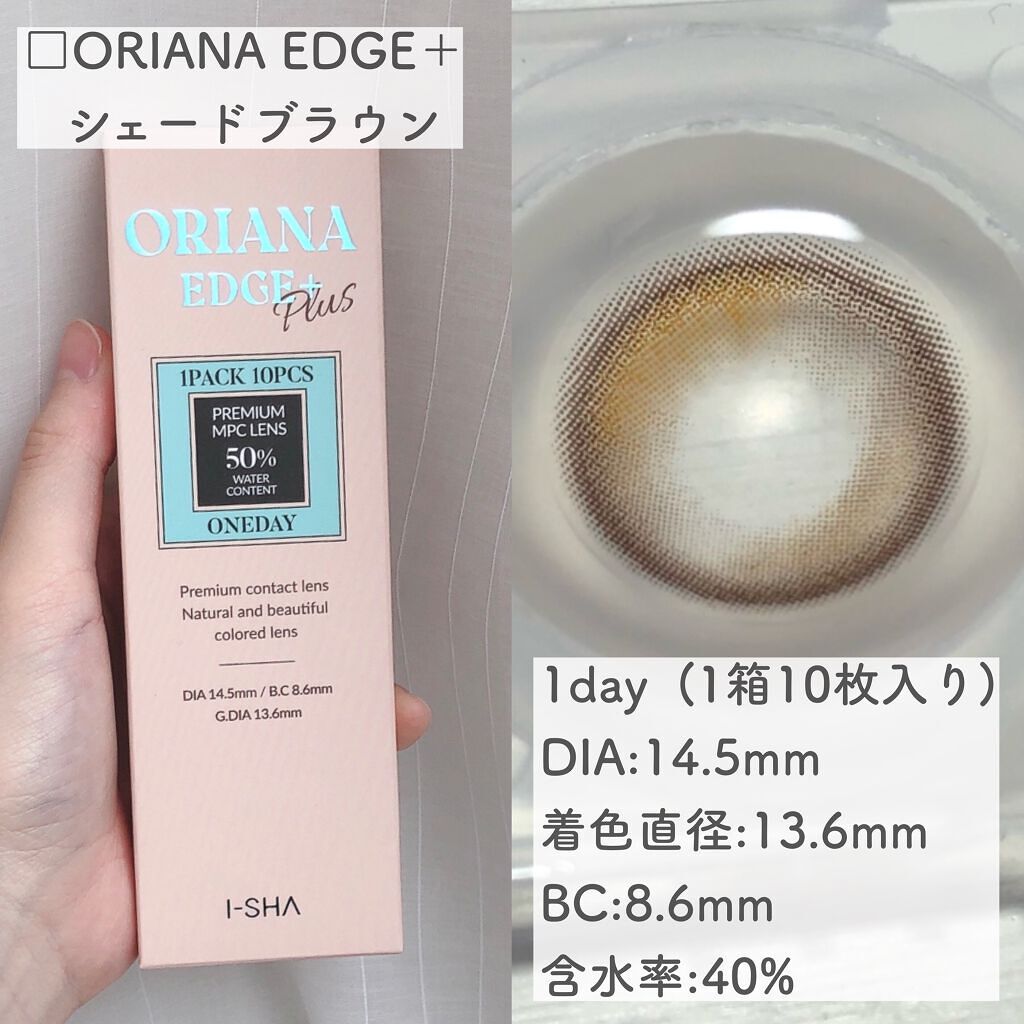 □ORIANA EDGE＋
シェードブラウン
ORIANA
EDGE+
Plus
1PACK 10PCS
PREMIUM
MPC LENS
50%
WATER
CONTENT
ONEDAY
Premium contact lens
Natural and beautiful
colored lens
DIA 14.5mm / B.C 8.6mm
G.DIA 13.6mm
I-SHA
1day（1箱10枚入り）
DIA:14.5mm
着色直径:13.6mm
BC:8.6mm
含水率:40%